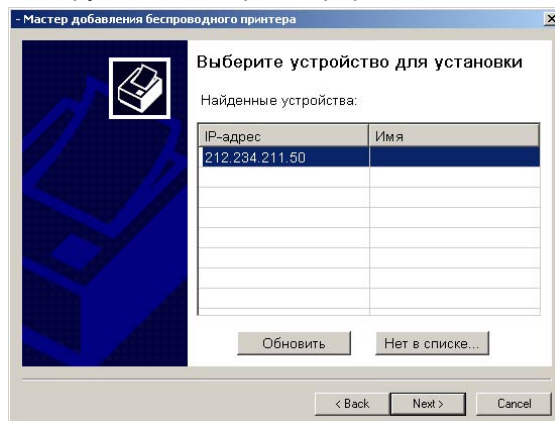 - Мастер добавления беспроводного принтера
Выберите устройство для установки
Найденные устройства:
IP-адрес Имя
212.234.211.50
Обновить Нет в списке...
< Back Next > Cancel